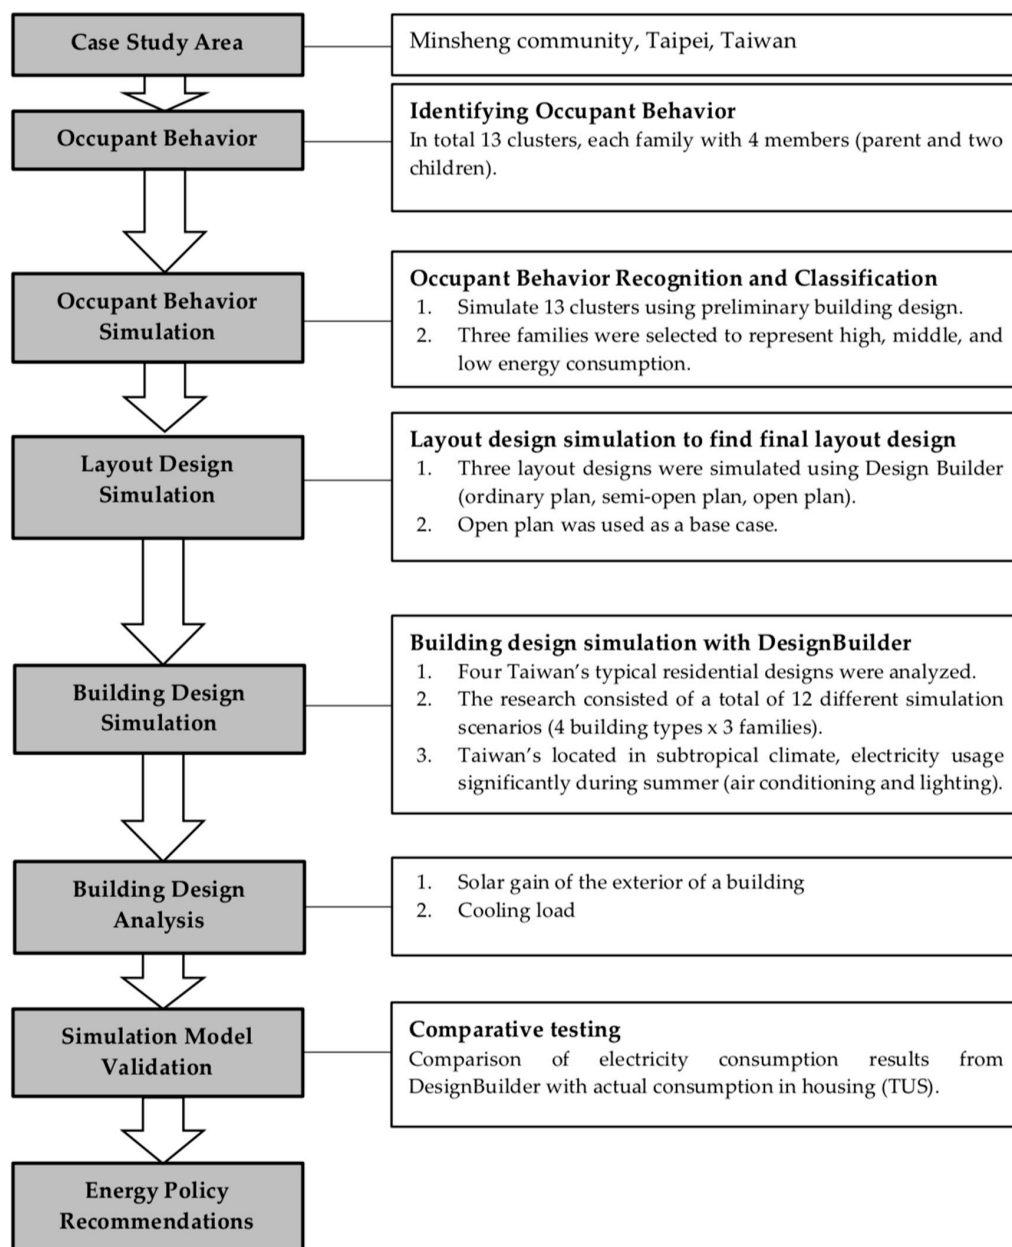 Case Study Area
Minsheng community, Taipei, Taiwan
Occupant Behavior
Identifying Occupant Behavior
In total 13 clusters, each family with 4 members (parent and two
children).
Occupant Behavior
Simulation
Occupant Behavior Recognition and Classification
1. Simulate 13 clusters using preliminary building design.
2. Three families were selected to represent high, middle, and
low energy consumption.
Layout Design
Simulation
Layout design simulation to find final layout design
1. Three layout designs were simulated using Design Builder
(ordinary plan, semi-open plan, open plan).
2. Open plan was used as a base case.
Building Design
Simulation
Building design simulation with DesignBuilder
1. Four Taiwan's typical residential designs were analyzed.
2. The research consisted of a total of 12 different simulation
scenarios (4 building types x 3 families).
3. Taiwan's located in subtropical climate, electricity usage
significantly during summer (air conditioning and lighting).
Building Design
Analysis
1. Solar gain of the exterior of a building
2. Cooling load
Simulation Model
Validation
Comparative testing
Comparison of electricity consumption results from
DesignBuilder with actual consumption in housing (TUS).
Energy Policy
Recommendations